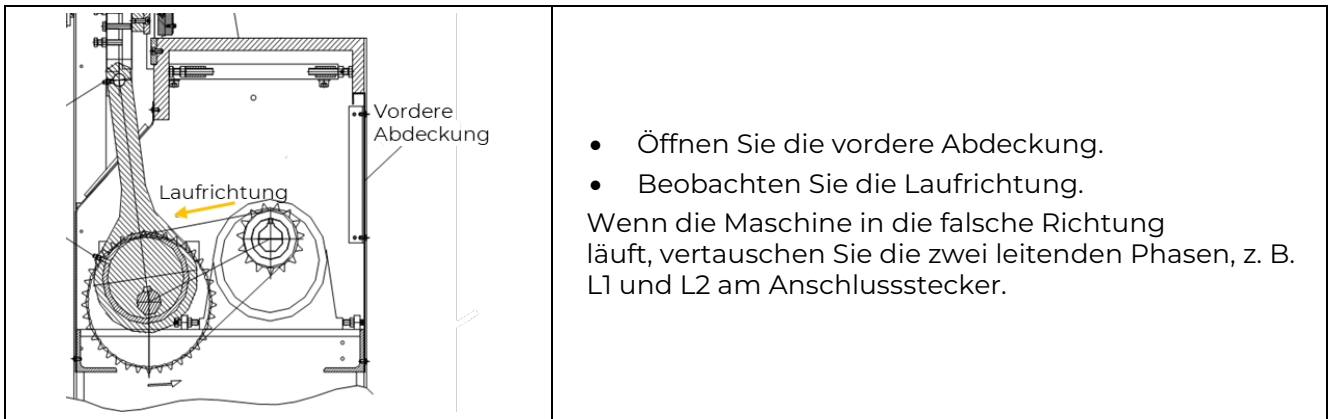 Vordere
Abdeckung
Laufrichtung
• Öffnen Sie die vordere Abdeckung.
• Beobachten Sie die Laufrichtung.
Wenn die Maschine in die falsche Richtung
läuft, vertauschen Sie die zwei leitenden Phasen, z. B.
L1 und L2 am Anschlussstecker.